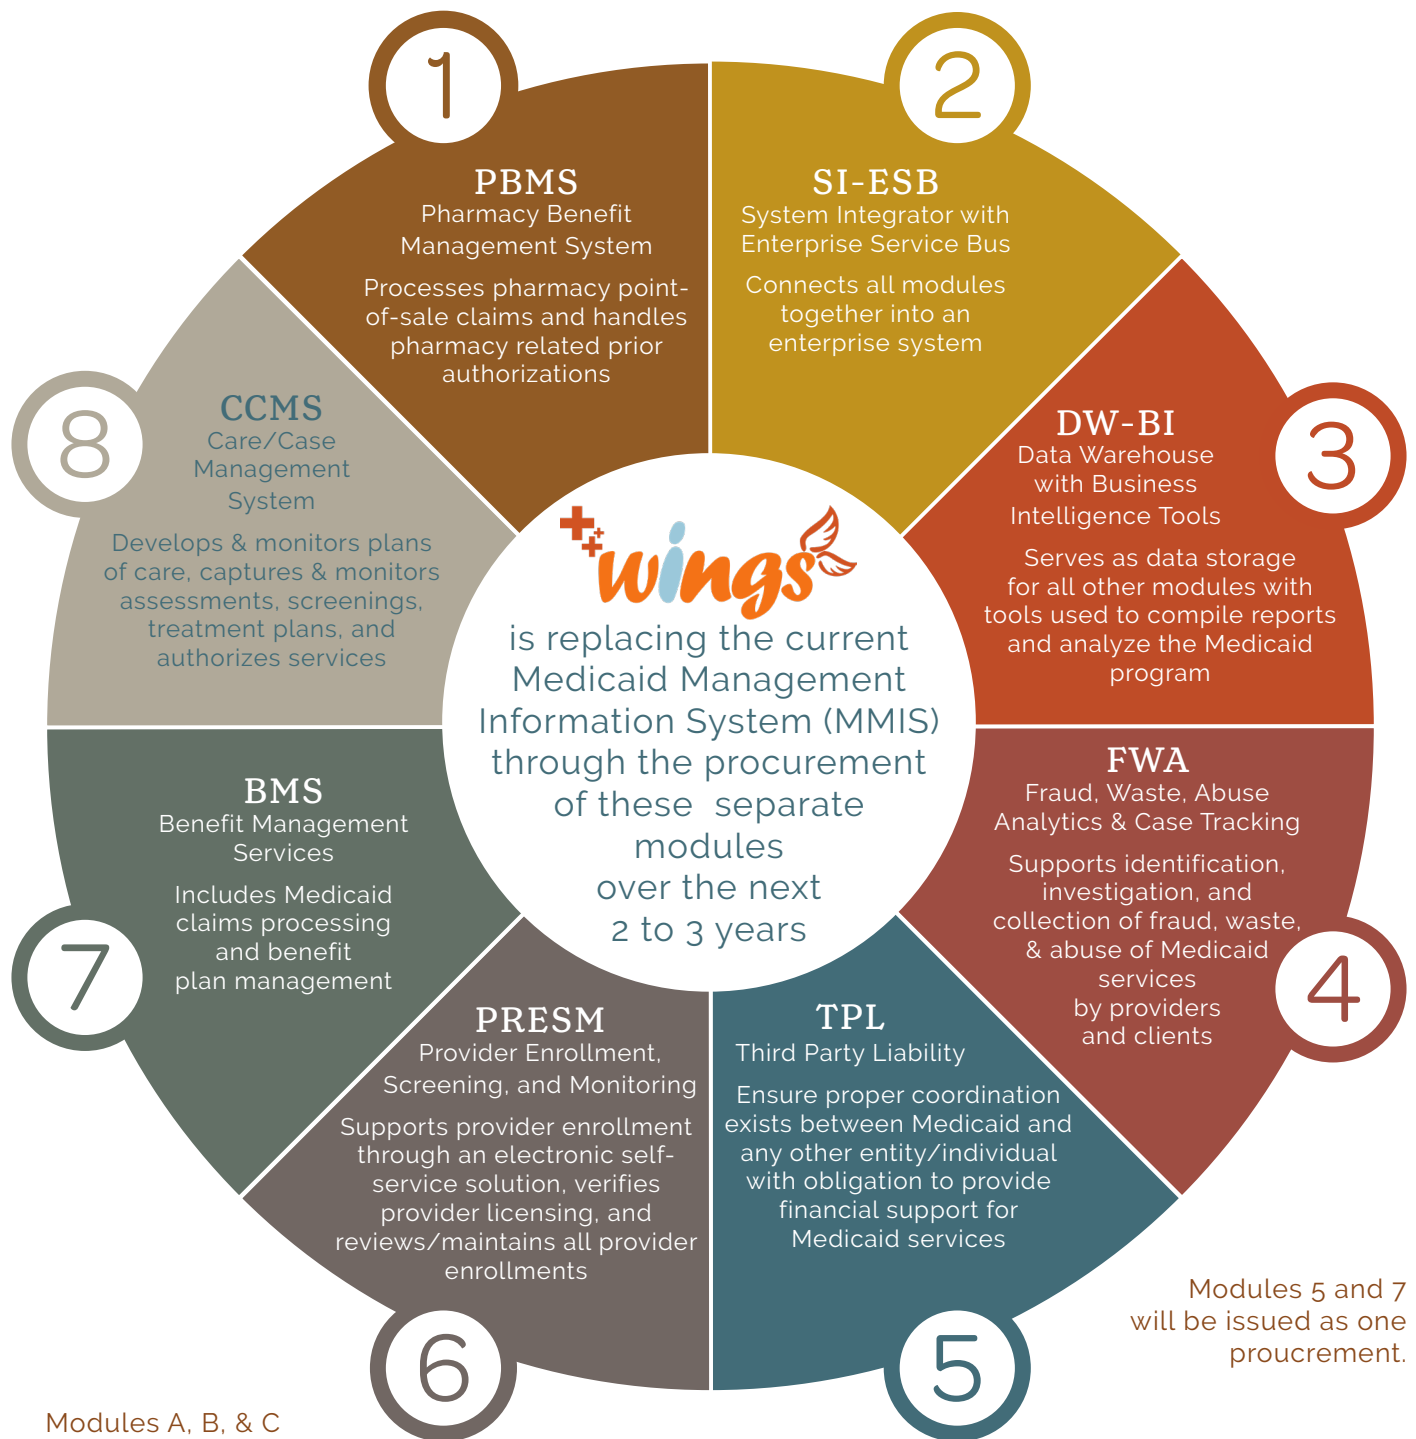 1
PBMS
Pharmacy Benefit
Management System
Processes pharmacy point-
of-sale claims and handles
pharmacy related prior
authorizations
2
SI-ESB
System Integrator with
Enterprise Service Bus
Connects all modules
together into an
enterprise system
3
DW-BI
Data Warehouse
with Business
Intelligence Tools
Serves as data storage
for all other modules with
tools used to compile reports
and analyze the Medicaid
program
4
FWA
Fraud, Waste, Abuse
Analytics & Case Tracking
Supports identification,
investigation, and
collection of fraud, waste,
& abuse of Medicaid
services
by providers
and clients
5
TPL
Third Party Liability
Ensure proper coordination
exists between Medicaid and
any other entity/individual
with obligation to provide
financial support for
Medicaid services
6
PRESM
Provider Enrollment,
Screening, and Monitoring
Supports provider enrollment
through an electronic self-
service solution, verifies
provider licensing, and
reviews/maintains all provider
enrollments
7
BMS
Benefit Management
Services
Includes Medicaid
claims processing
and benefit
plan management
8
CCMS
Care/Case
Management
System
Develops & monitors plans
of care, captures & monitors
assessments, screenings,
treatment plans, and
authorizes services
wings
is replacing the current
Medicaid Management
Information System (MMIS)
through the procurement
of these separate
modules
over the next
2 to 3 years
Modules 5 and 7
will be issued as one
proucrement.
Modules A, B, & C